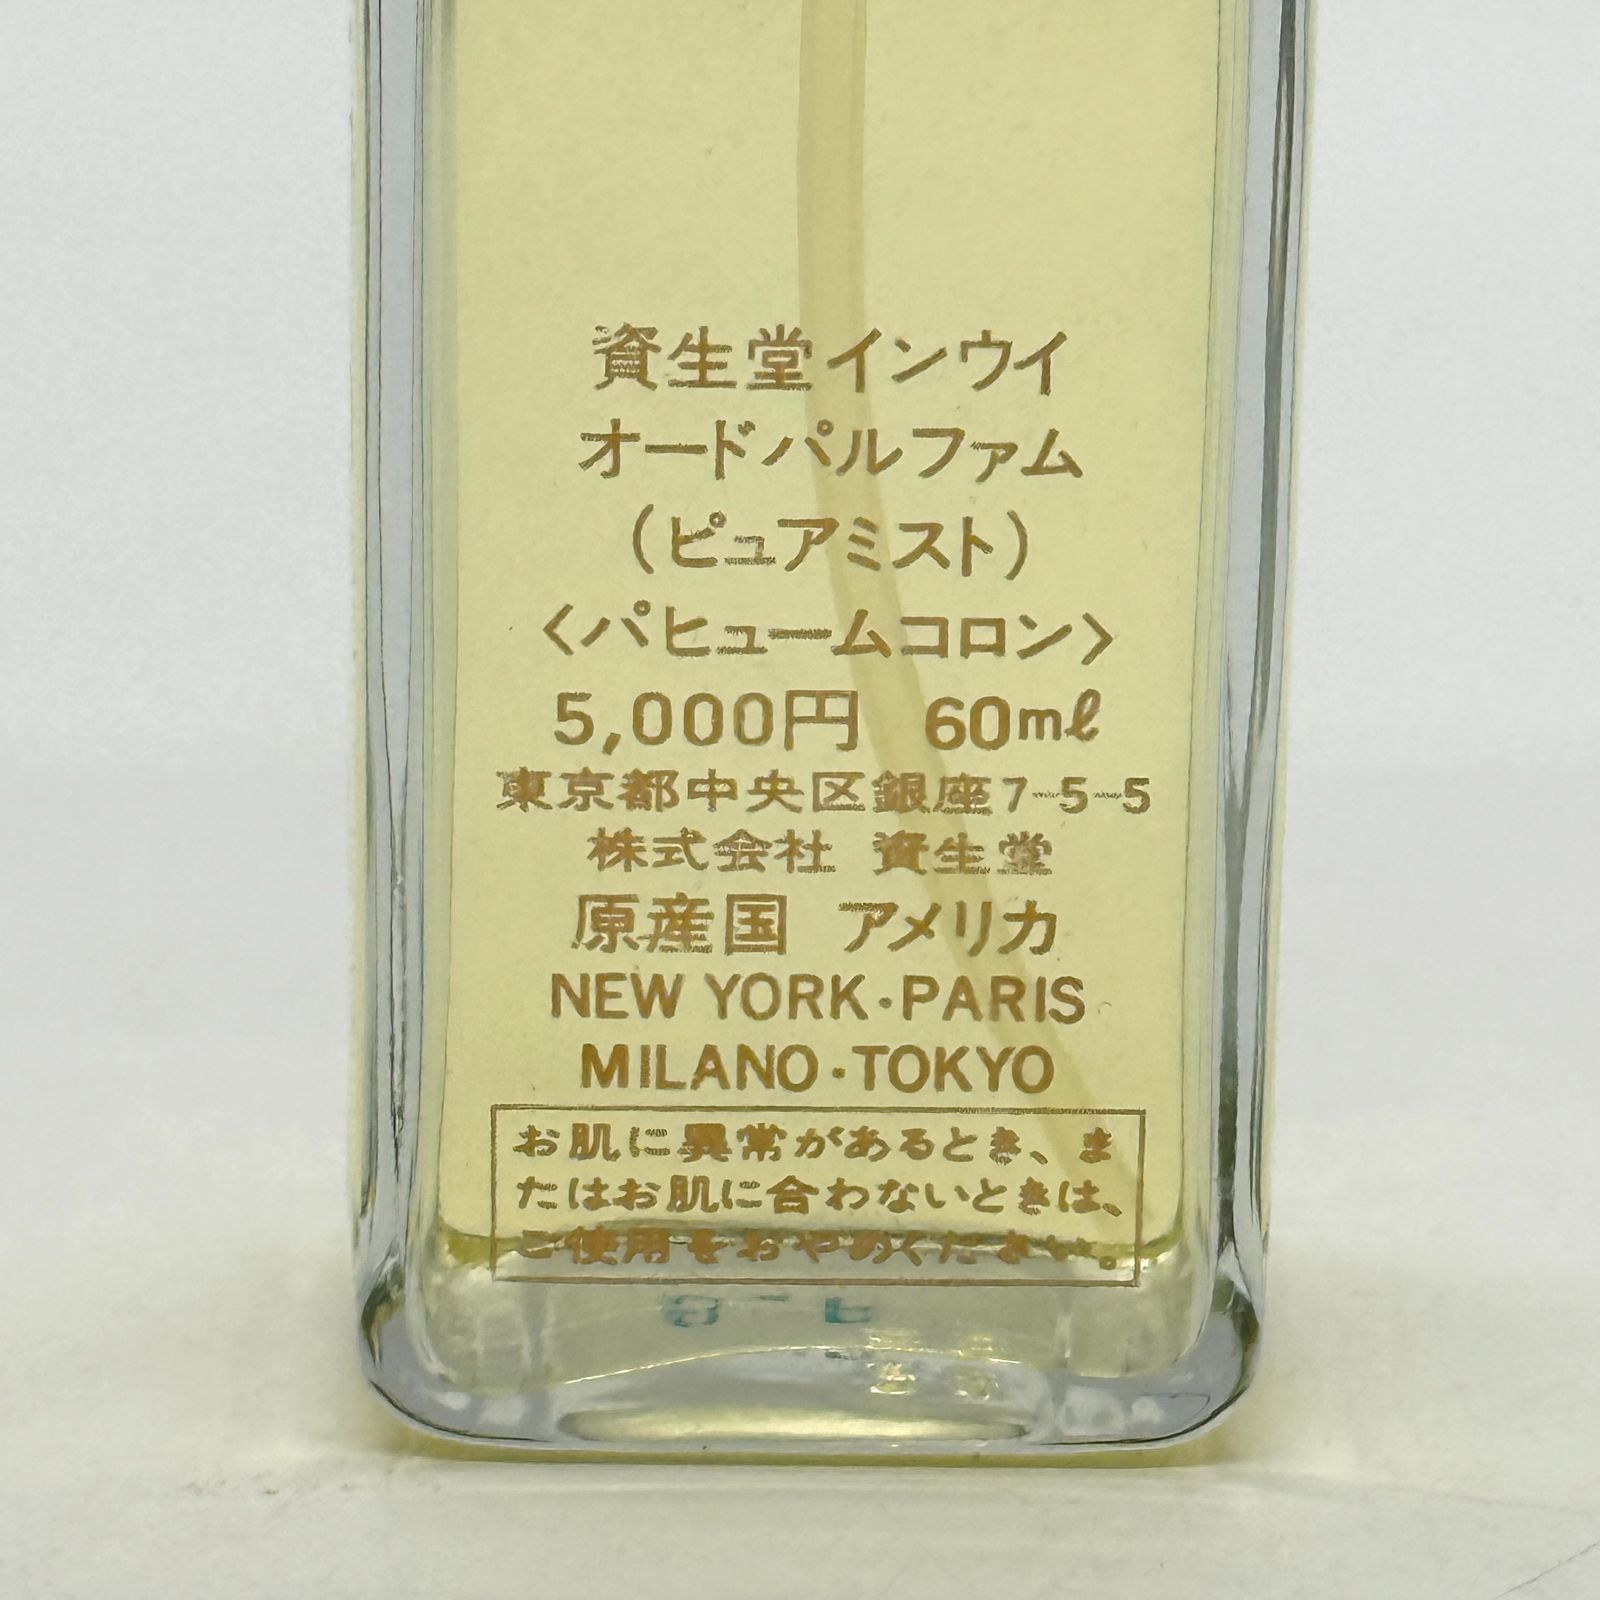 資生堂インウイ
オードパルファム
(ピュアミスト)
〈パヒュームコロン〉
5,000円 60mℓ
東京都中央区銀座7-5-5
株式会社 資生堂
原産国 アメリカ
NEW YORK・PARIS
MILANO・TOKYO
お肌に異常があるとき、ま
たはお肌に合わないときは、
ご使用をおやめください。